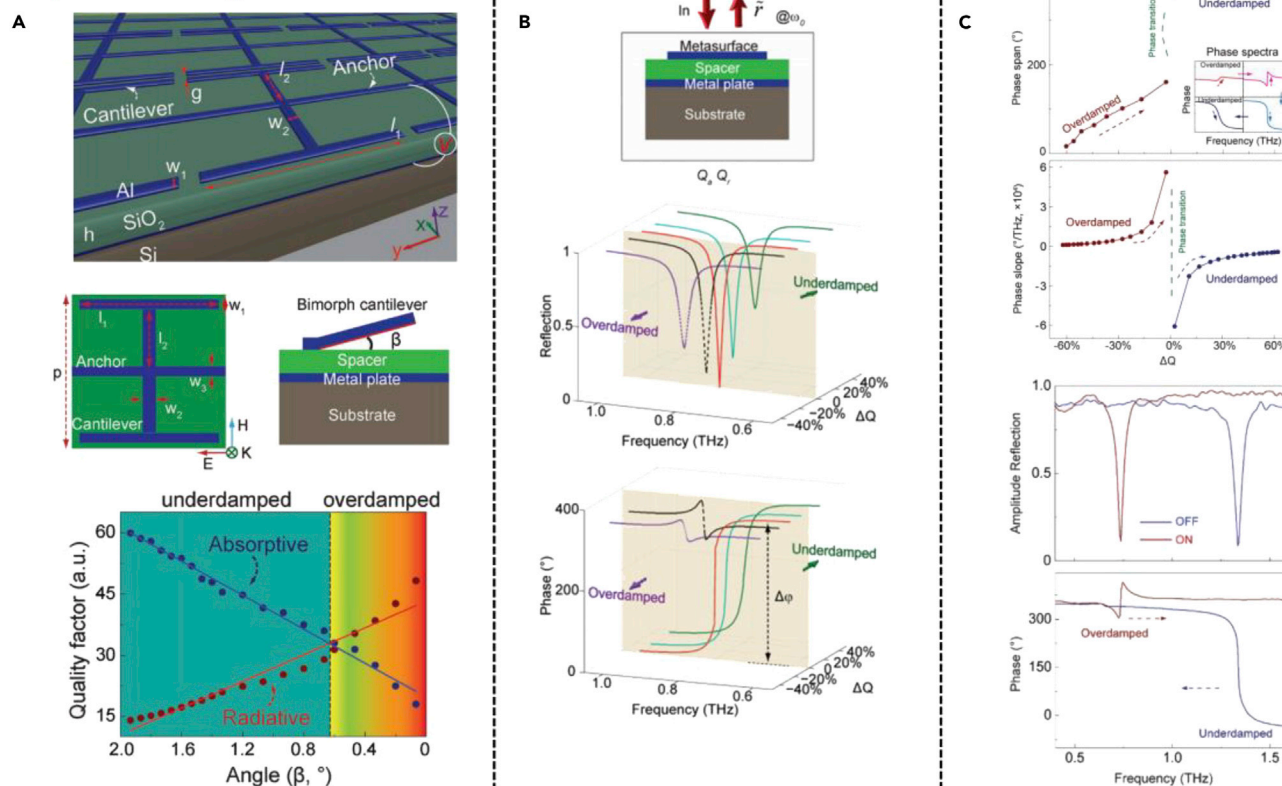 A
Cantilever
g
l2
w2
Anchor
l1
V
w1
Al
SiO2
h
Si
z
x
y
p
l1
w1
l2
Anchor
w3
w2
Cantilever
H
E
K
Bimorph cantilever
β
Spacer
Metal plate
Substrate
underdamped
overdamped
Quality factor (a.u.)
60
45
30
15
Absorptive
Radiative
2.0
1.6
1.2
0.8
0.4
0
Angle (β, °)
B
In
r̃
@ω0
Metasurface
Spacer
Metal plate
Substrate
Qa Qr
Reflection
1
0.5
0
Underdamped
Overdamped
1.0
0.8
0.6
Frequency (THz)
40%
20%
0
−20%
−40%
ΔQ
Phase (°)
400
200
0
Underdamped
Overdamped
Δφ
1.0
0.8
0.6
Frequency (THz)
40%
20%
0
−20%
−40%
ΔQ
C
Underdamped
Phase transition
Phase span (°)
200
0
Overdamped
Phase spectra
Overdamped
Underdamped
Phase
Frequency (THz)
Phase slope (°/THz, ×10⁴)
6
3
0
-3
-6
Overdamped
Phase transition
Underdamped
-60%
-30%
0%
30%
60%
ΔQ
Amplitude Reflection
1.0
0.5
0
OFF
ON
Phase (°)
300
150
0
Overdamped
Underdamped
0.5
1.0
1.5
Frequency (THz)